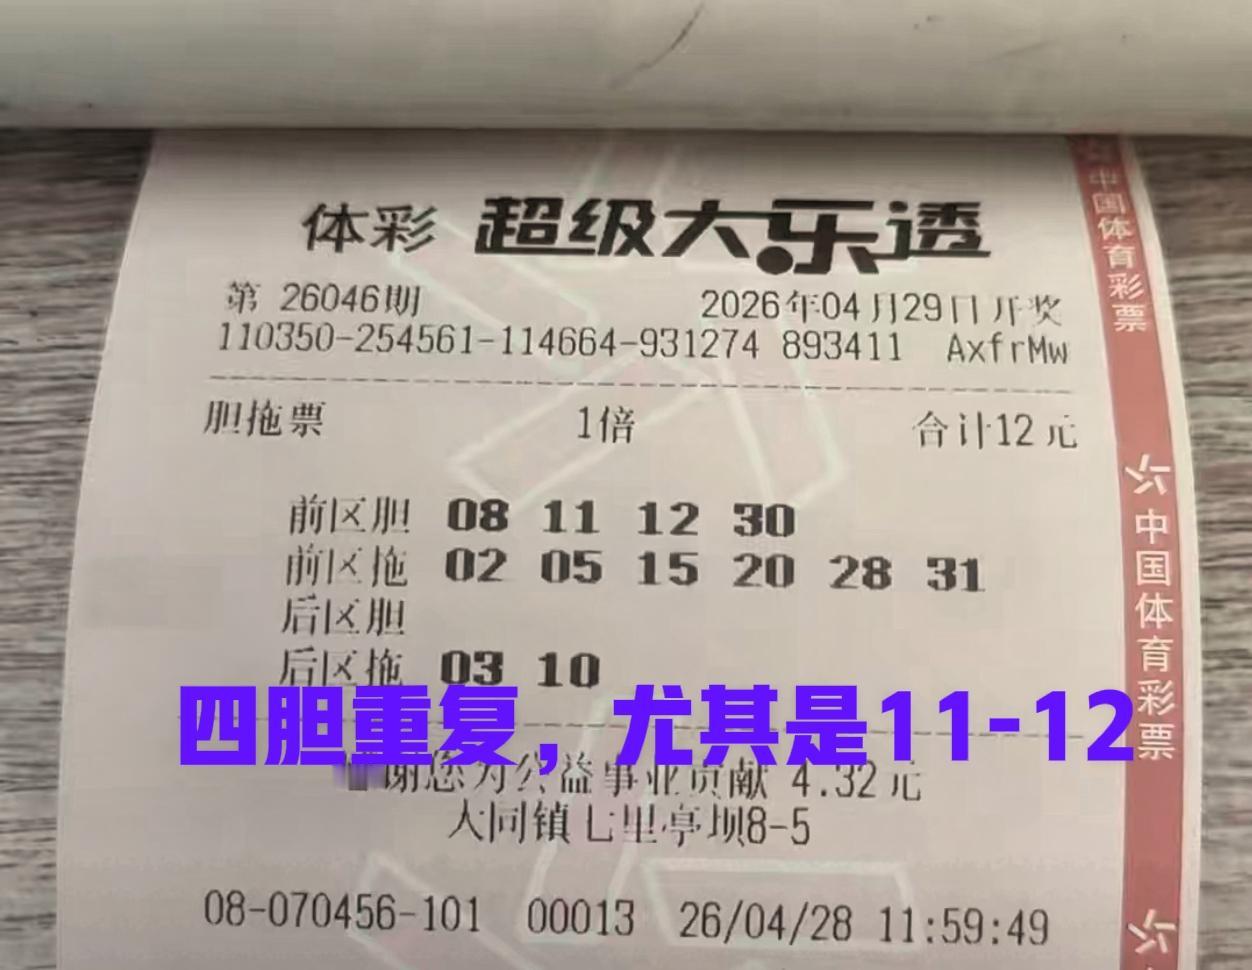 体彩 超级大乐透
第 26046期 2026年04月29日开奖
110350-254561-114664-931274 893411 AxfrMw
胆拖票 1倍 合计12元
前区胆 08 11 12 30
前区拖 02 05 15 20 28 31
后区胆
后区拖 03 10
四胆重复，尤其是11-12
谢您为公益事业贡献 4.32元
大同镇七里亭坝8-5
08-070456-101 00013 26/04/28 11:59:49
中国体育彩票
中国体育彩票